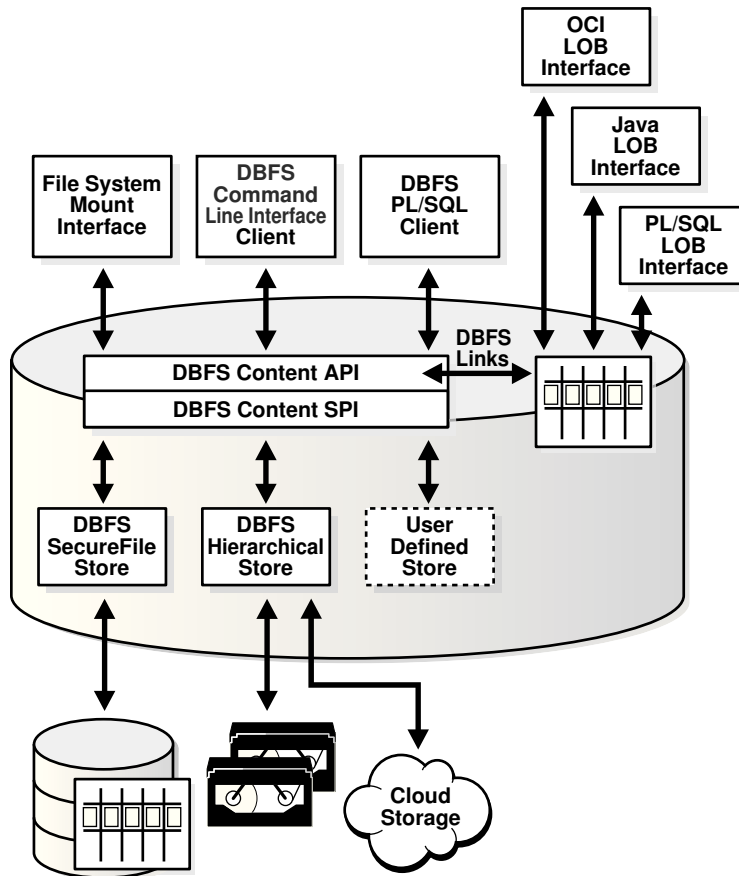 OCI
LOB
Interface
Java
LOB
Interface
PL/SQL
LOB
Interface
File System
Mount
Interface
DBFS
Command
Line Interface
Client
DBFS
PL/SQL
Client
DBFS
Links
DBFS Content API
DBFS Content SPI
DBFS
SecureFile
Store
DBFS
Hierarchical
Store
User
Defined
Store
Cloud
Storage